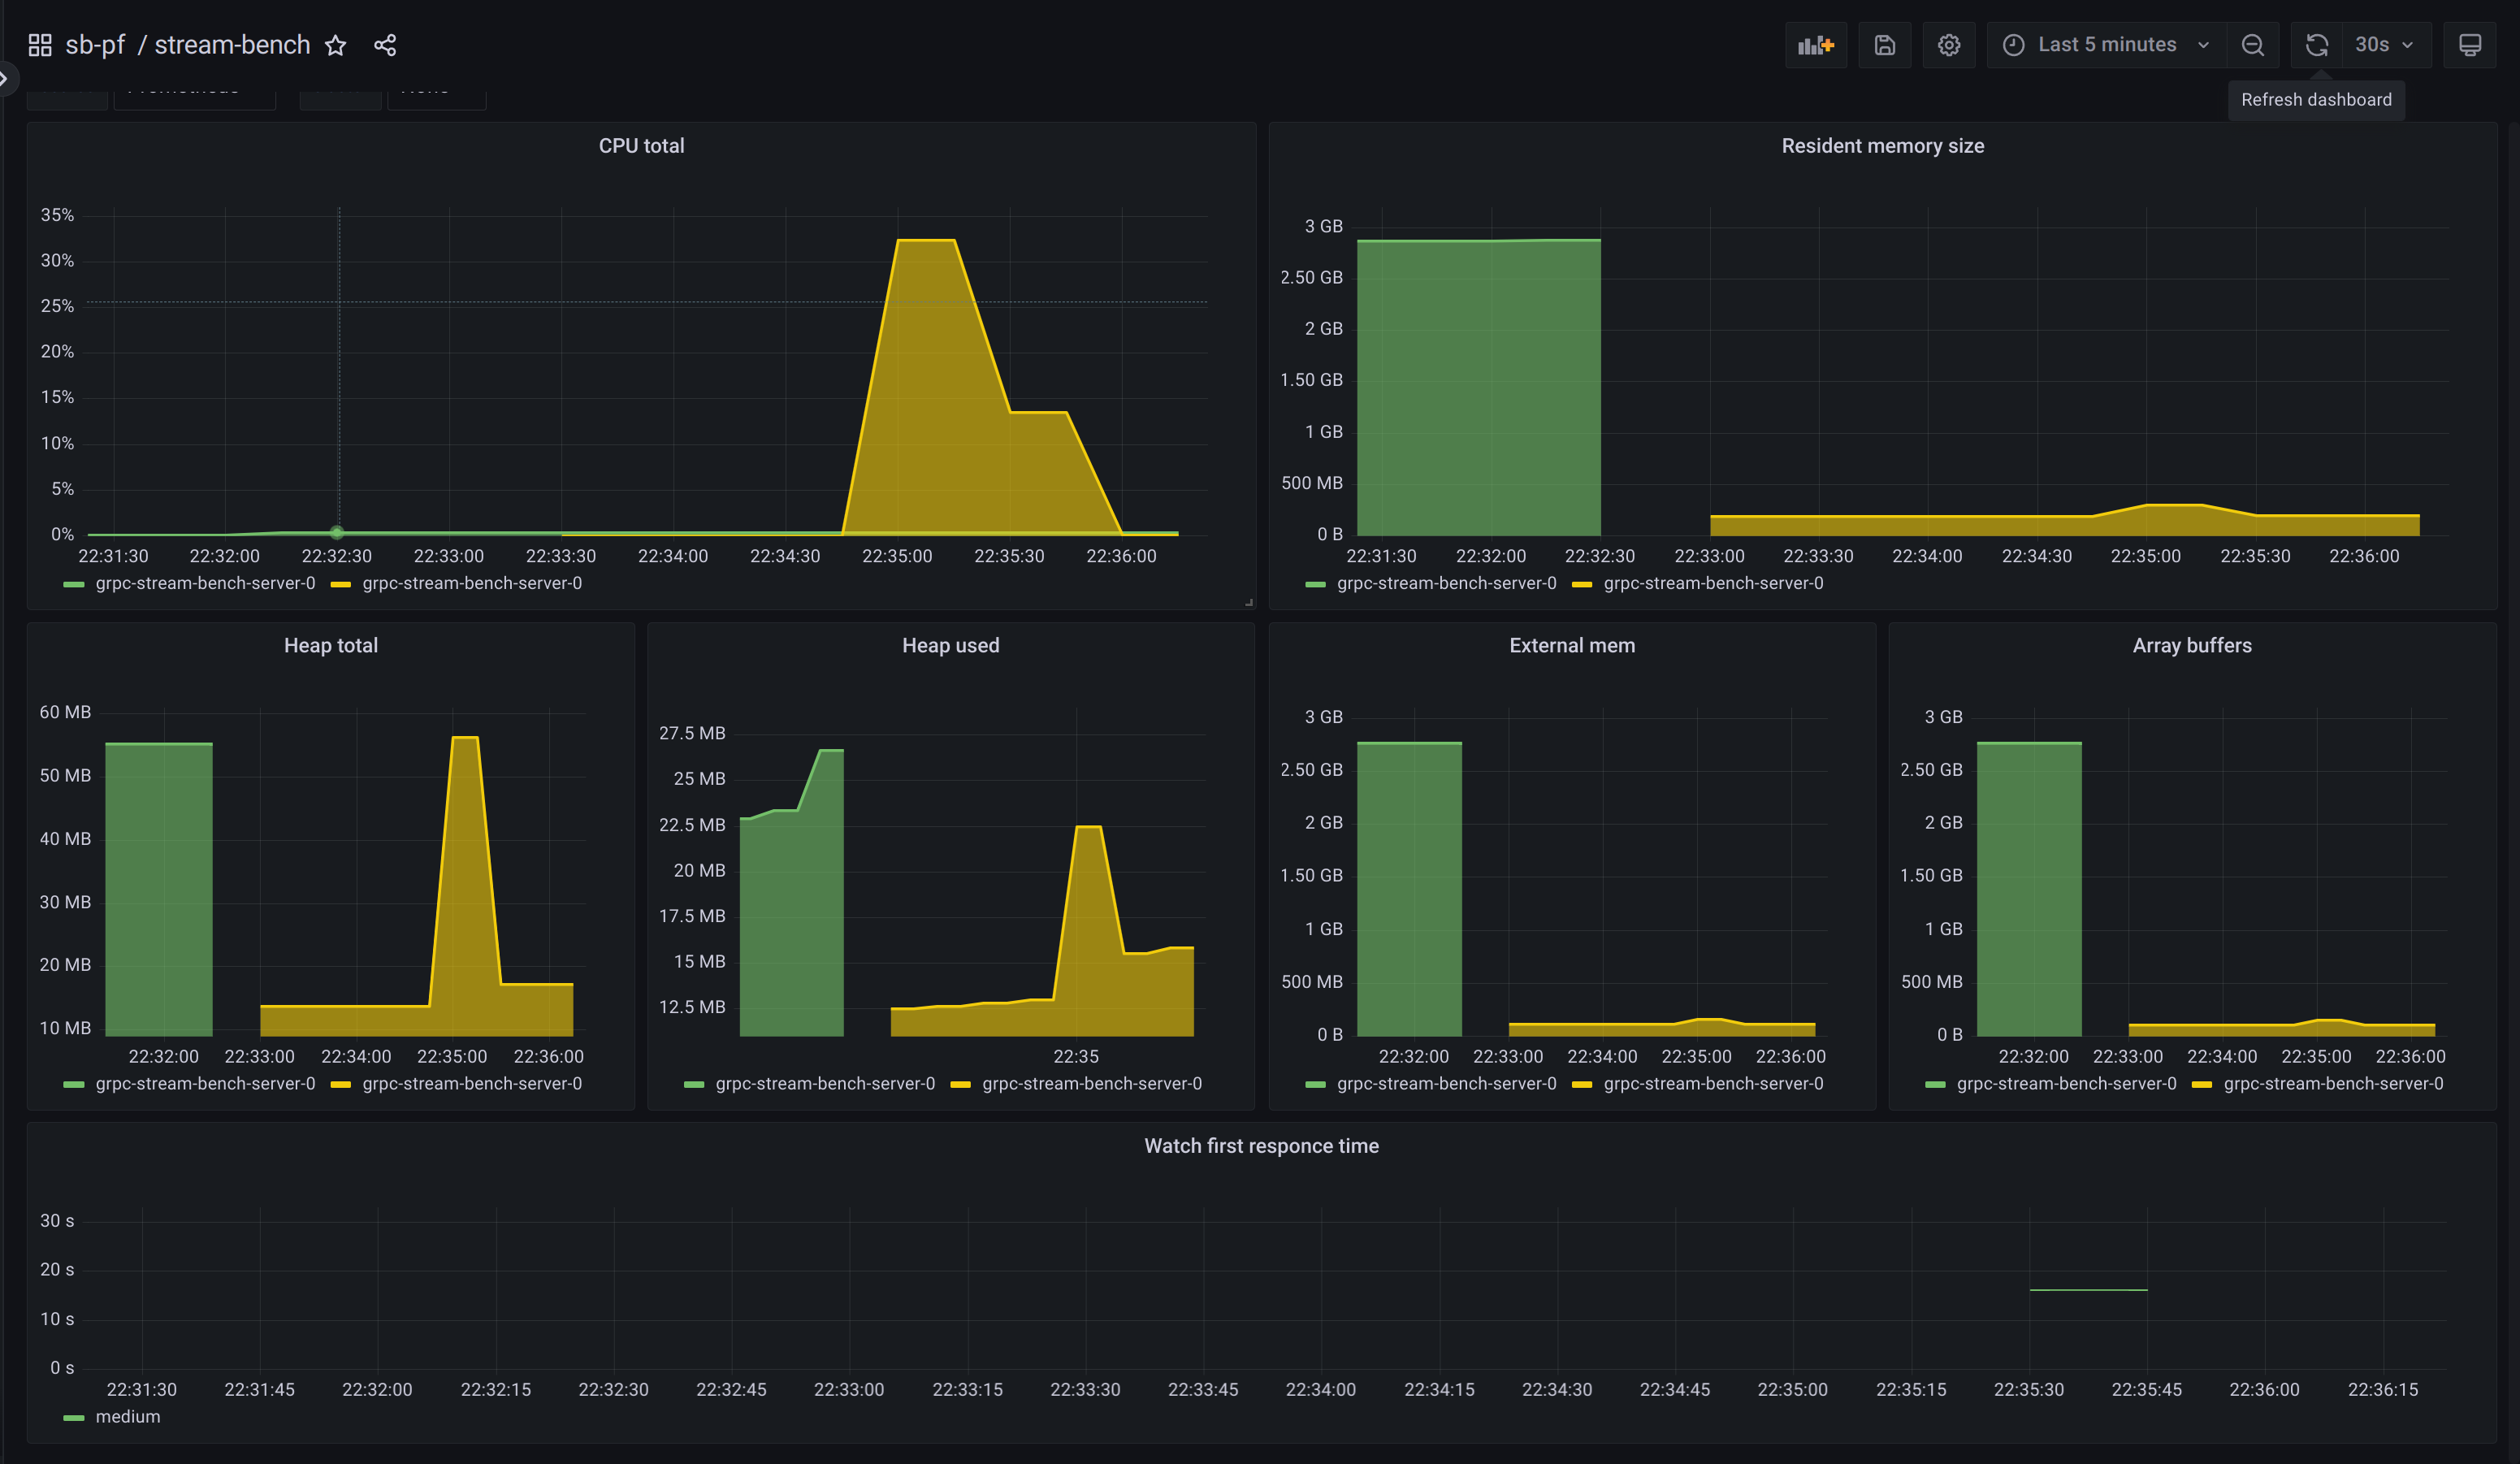 sb-pf / stream-bench
Last 5 minutes
30s
Refresh dashboard
CPU total
35%
30%
25%
20%
15%
10%
5%
0%
22:31:30 22:32:00 22:32:30 22:33:00 22:33:30 22:34:00 22:34:30 22:35:00 22:35:30 22:36:00
grpc-stream-bench-server-0 grpc-stream-bench-server-0
Resident memory size
3 GB
2.50 GB
2 GB
1.50 GB
1 GB
500 MB
0 B
22:31:30 22:32:00 22:32:30 22:33:00 22:33:30 22:34:00 22:34:30 22:35:00 22:35:30 22:36:00
grpc-stream-bench-server-0 grpc-stream-bench-server-0
Heap total
60 MB
50 MB
40 MB
30 MB
20 MB
10 MB
22:32:00 22:33:00 22:34:00 22:35:00 22:36:00
grpc-stream-bench-server-0 grpc-stream-bench-server-0
Heap used
27.5 MB
25 MB
22.5 MB
20 MB
17.5 MB
15 MB
12.5 MB
22:35
grpc-stream-bench-server-0 grpc-stream-bench-server-0
External mem
3 GB
2.50 GB
2 GB
1.50 GB
1 GB
500 MB
0 B
22:32:00 22:33:00 22:34:00 22:35:00 22:36:00
grpc-stream-bench-server-0 grpc-stream-bench-server-0
Array buffers
3 GB
2.50 GB
2 GB
1.50 GB
1 GB
500 MB
0 B
22:32:00 22:33:00 22:34:00 22:35:00 22:36:00
grpc-stream-bench-server-0 grpc-stream-bench-server-0
Watch first responce time
30 s
20 s
10 s
0 s
22:31:30 22:31:45 22:32:00 22:32:15 22:32:30 22:32:45 22:33:00 22:33:15 22:33:30 22:33:45 22:34:00 22:34:15 22:34:30 22:34:45 22:35:00 22:35:15 22:35:30 22:35:45 22:36:00 22:36:15
medium